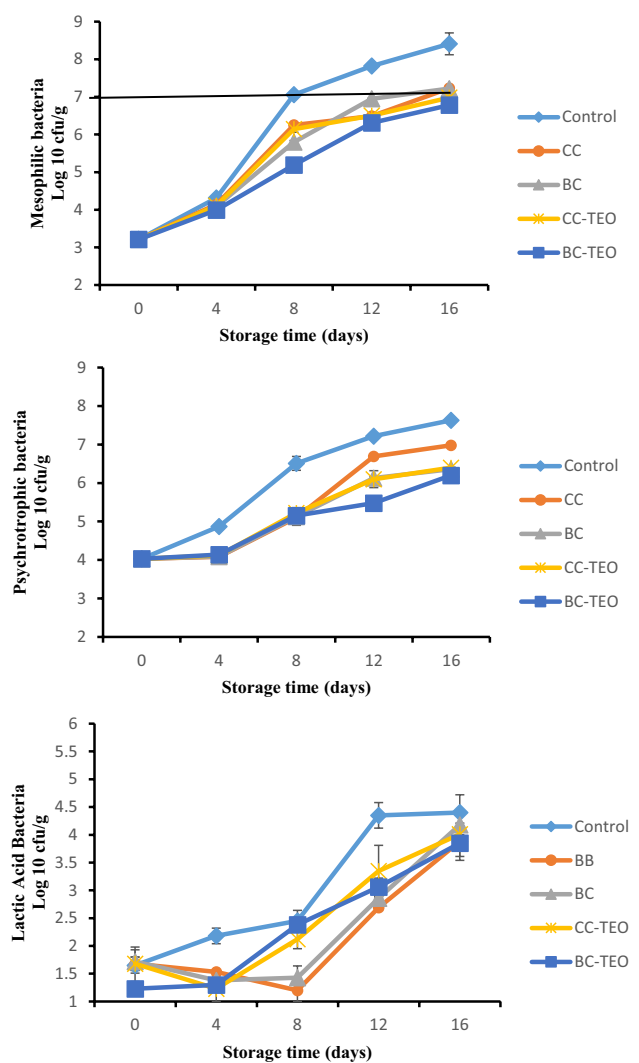 9
8
7
6
5
4
3
2
Mesophilic bacteria
Log 10 cfu/g
0 4 8 12 16
Storage time (days)
Control
CC
BC
CC-TEO
BC-TEO
9
8
7
6
5
4
3
2
Psychrotrophic bacteria
Log 10 cfu/g
0 4 8 12 16
Storage time (days)
Control
CC
BC
CC-TEO
BC-TEO
6
5.5
5
4.5
4
3.5
3
2.5
2
1.5
1
Lactic Acid Bacteria
Log 10 cfu/g
0 4 8 12 16
Storage time (days)
Control
BB
BC
CC-TEO
BC-TEO